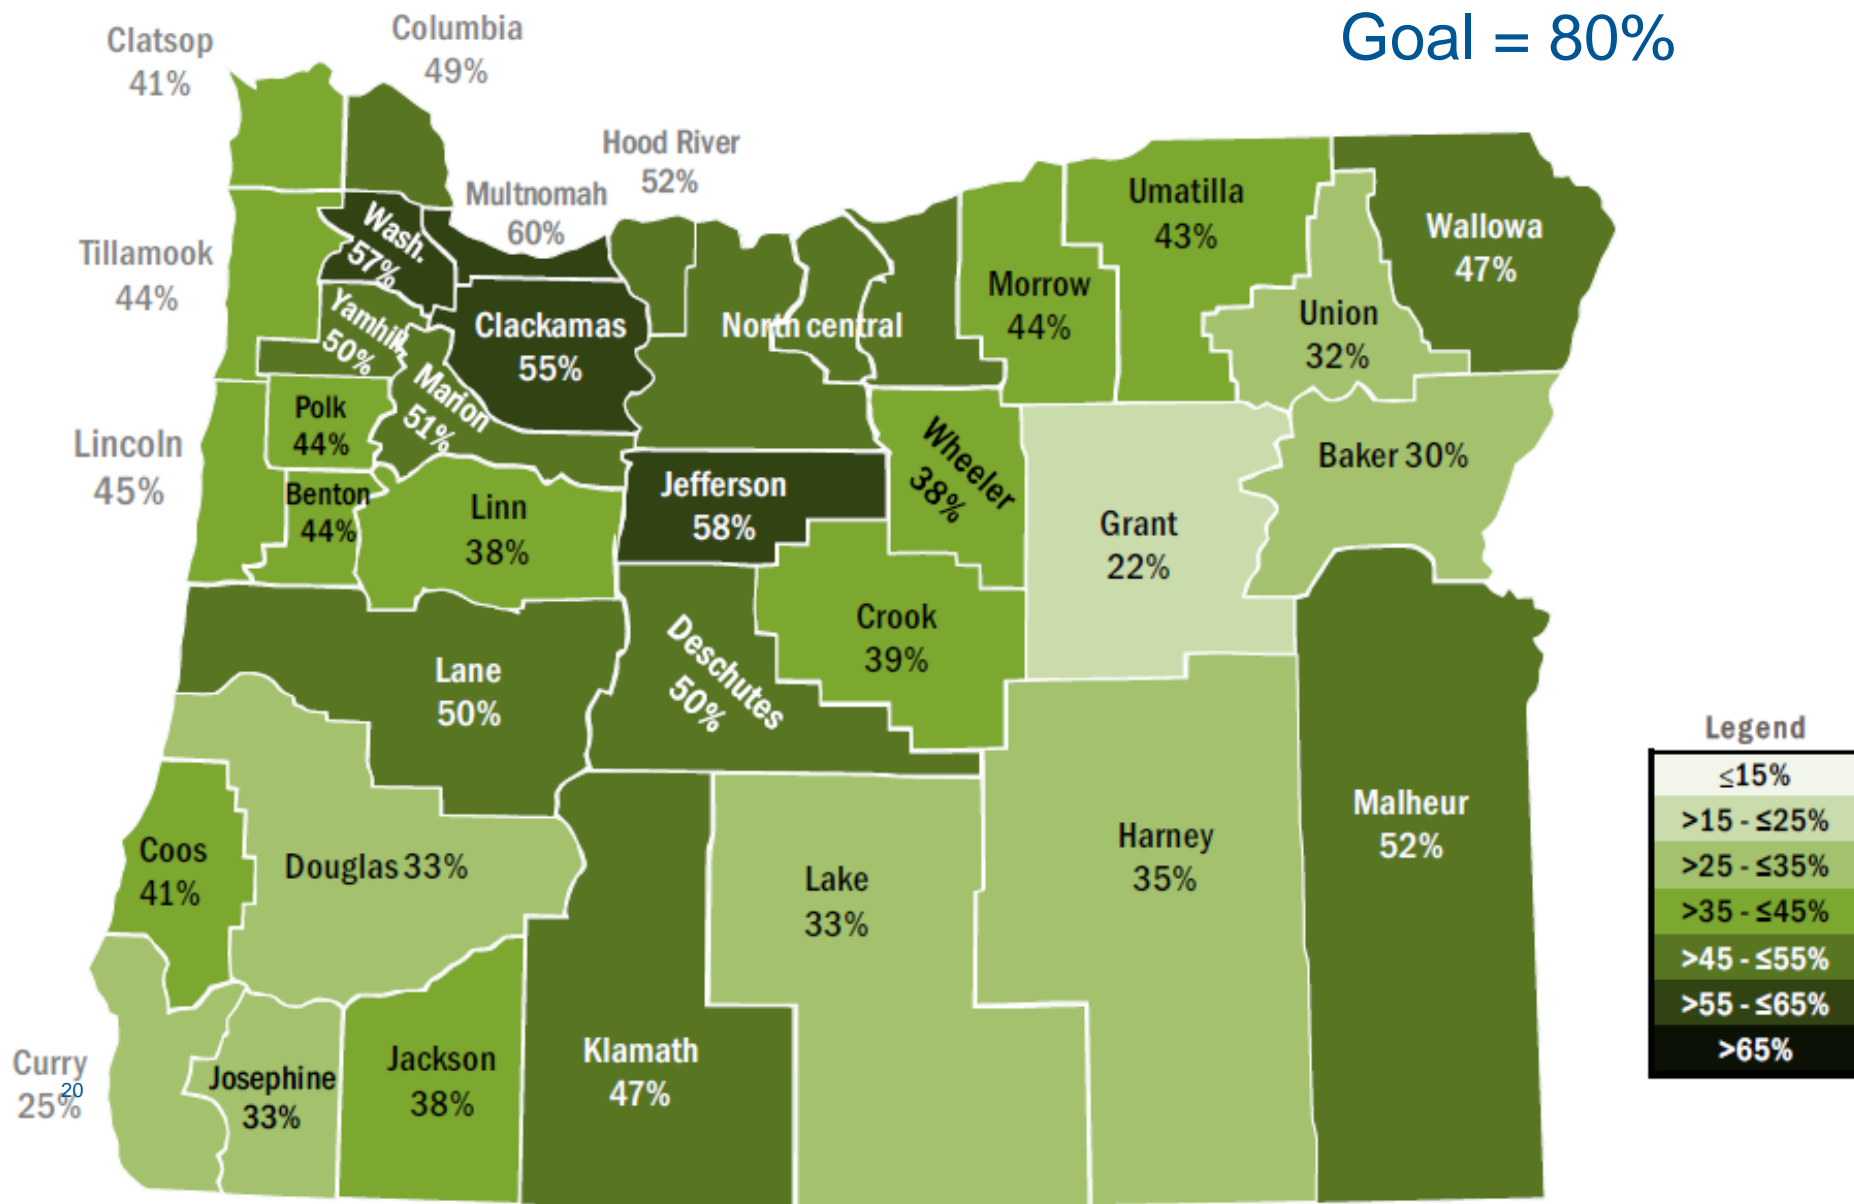 Goal = 80%
Clatsop
41%
Columbia
49%
Hood River
52%
Multnomah
60%
Umatilla
43%
Wallowa
47%
Wash.
57%
Tillamook
44%
Morrow
44%
Union
32%
Yamhill
50%
Clackamas
55%
North central
Polk
44%
Marion
51%
Lincoln
45%
Wheeler
38%
Baker 30%
Jefferson
58%
Benton
44%
Linn
38%
Grant
22%
Crook
39%
Deschutes
50%
Lane
50%
Legend
≤15%
>15 - ≤25%
>25 - ≤35%
>35 - ≤45%
>45 - ≤55%
>55 - ≤65%
>65%
Malheur
52%
Harney
35%
Coos
41%
Douglas 33%
Lake
33%
Klamath
47%
Jackson
38%
Josephine
33%
Curry
25%
20